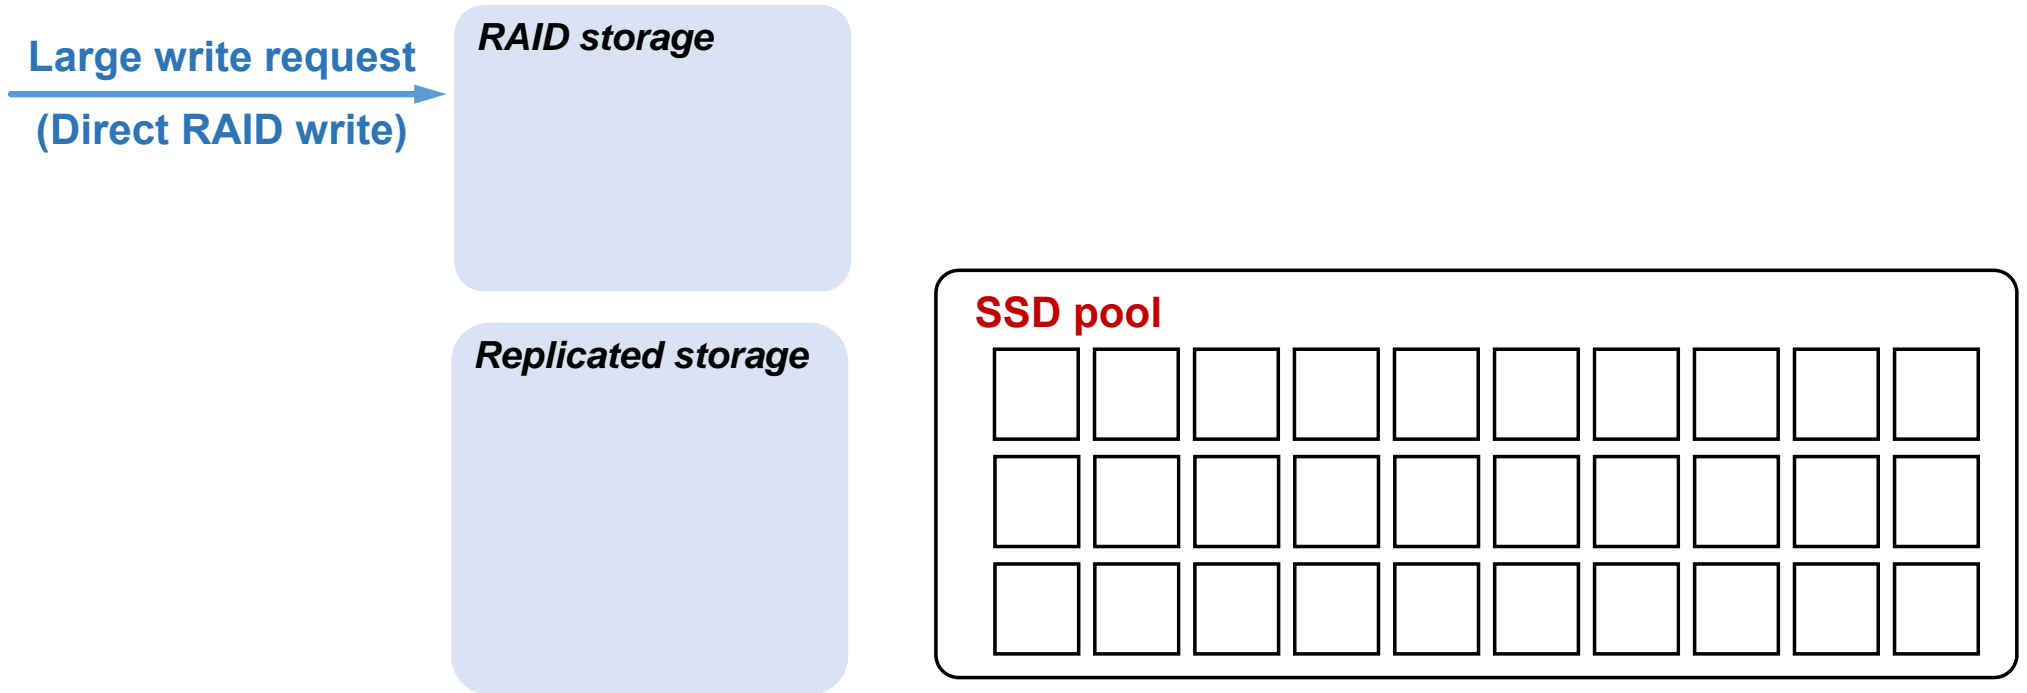 Large write request
(Direct RAID write)
RAID storage
Replicated storage
SSD pool